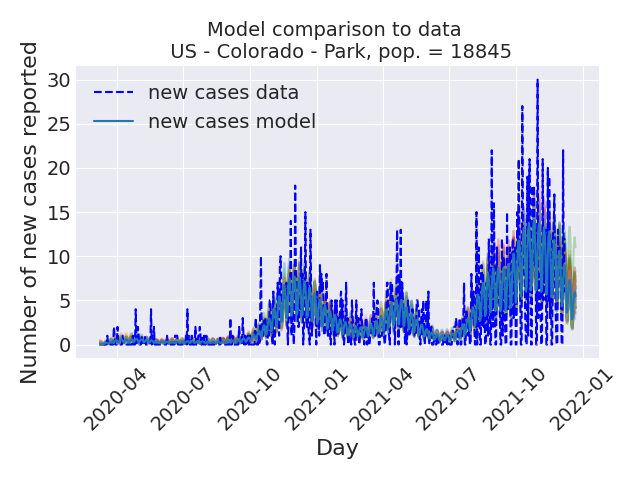 Model comparison to data
US - Colorado - Park, pop. = 18845
Number of new cases reported
30
25
20
15
10
5
0
new cases data
new cases model
2020-04
2020-07
2020-10
2021-01
2021-04
2021-07
2021-10
2022-01
Day